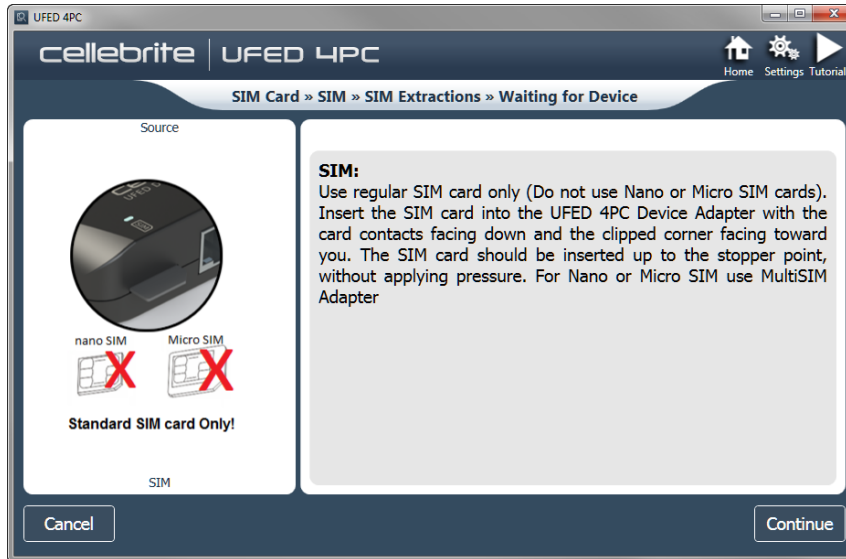 UFED 4PC
cellebrite UFED 4PC
Home Settings Tutorial
SIM Card » SIM » SIM Extractions » Waiting for Device
Source
nano SIM Micro SIM
X X
Standard SIM card Only!
SIM
SIM:
Use regular SIM card only (Do not use Nano or Micro SIM cards).
Insert the SIM card into the UFED 4PC Device Adapter with the
card contacts facing down and the clipped corner facing toward
you. The SIM card should be inserted up to the stopper point,
without applying pressure. For Nano or Micro SIM use MultiSIM
Adapter
Cancel
Continue